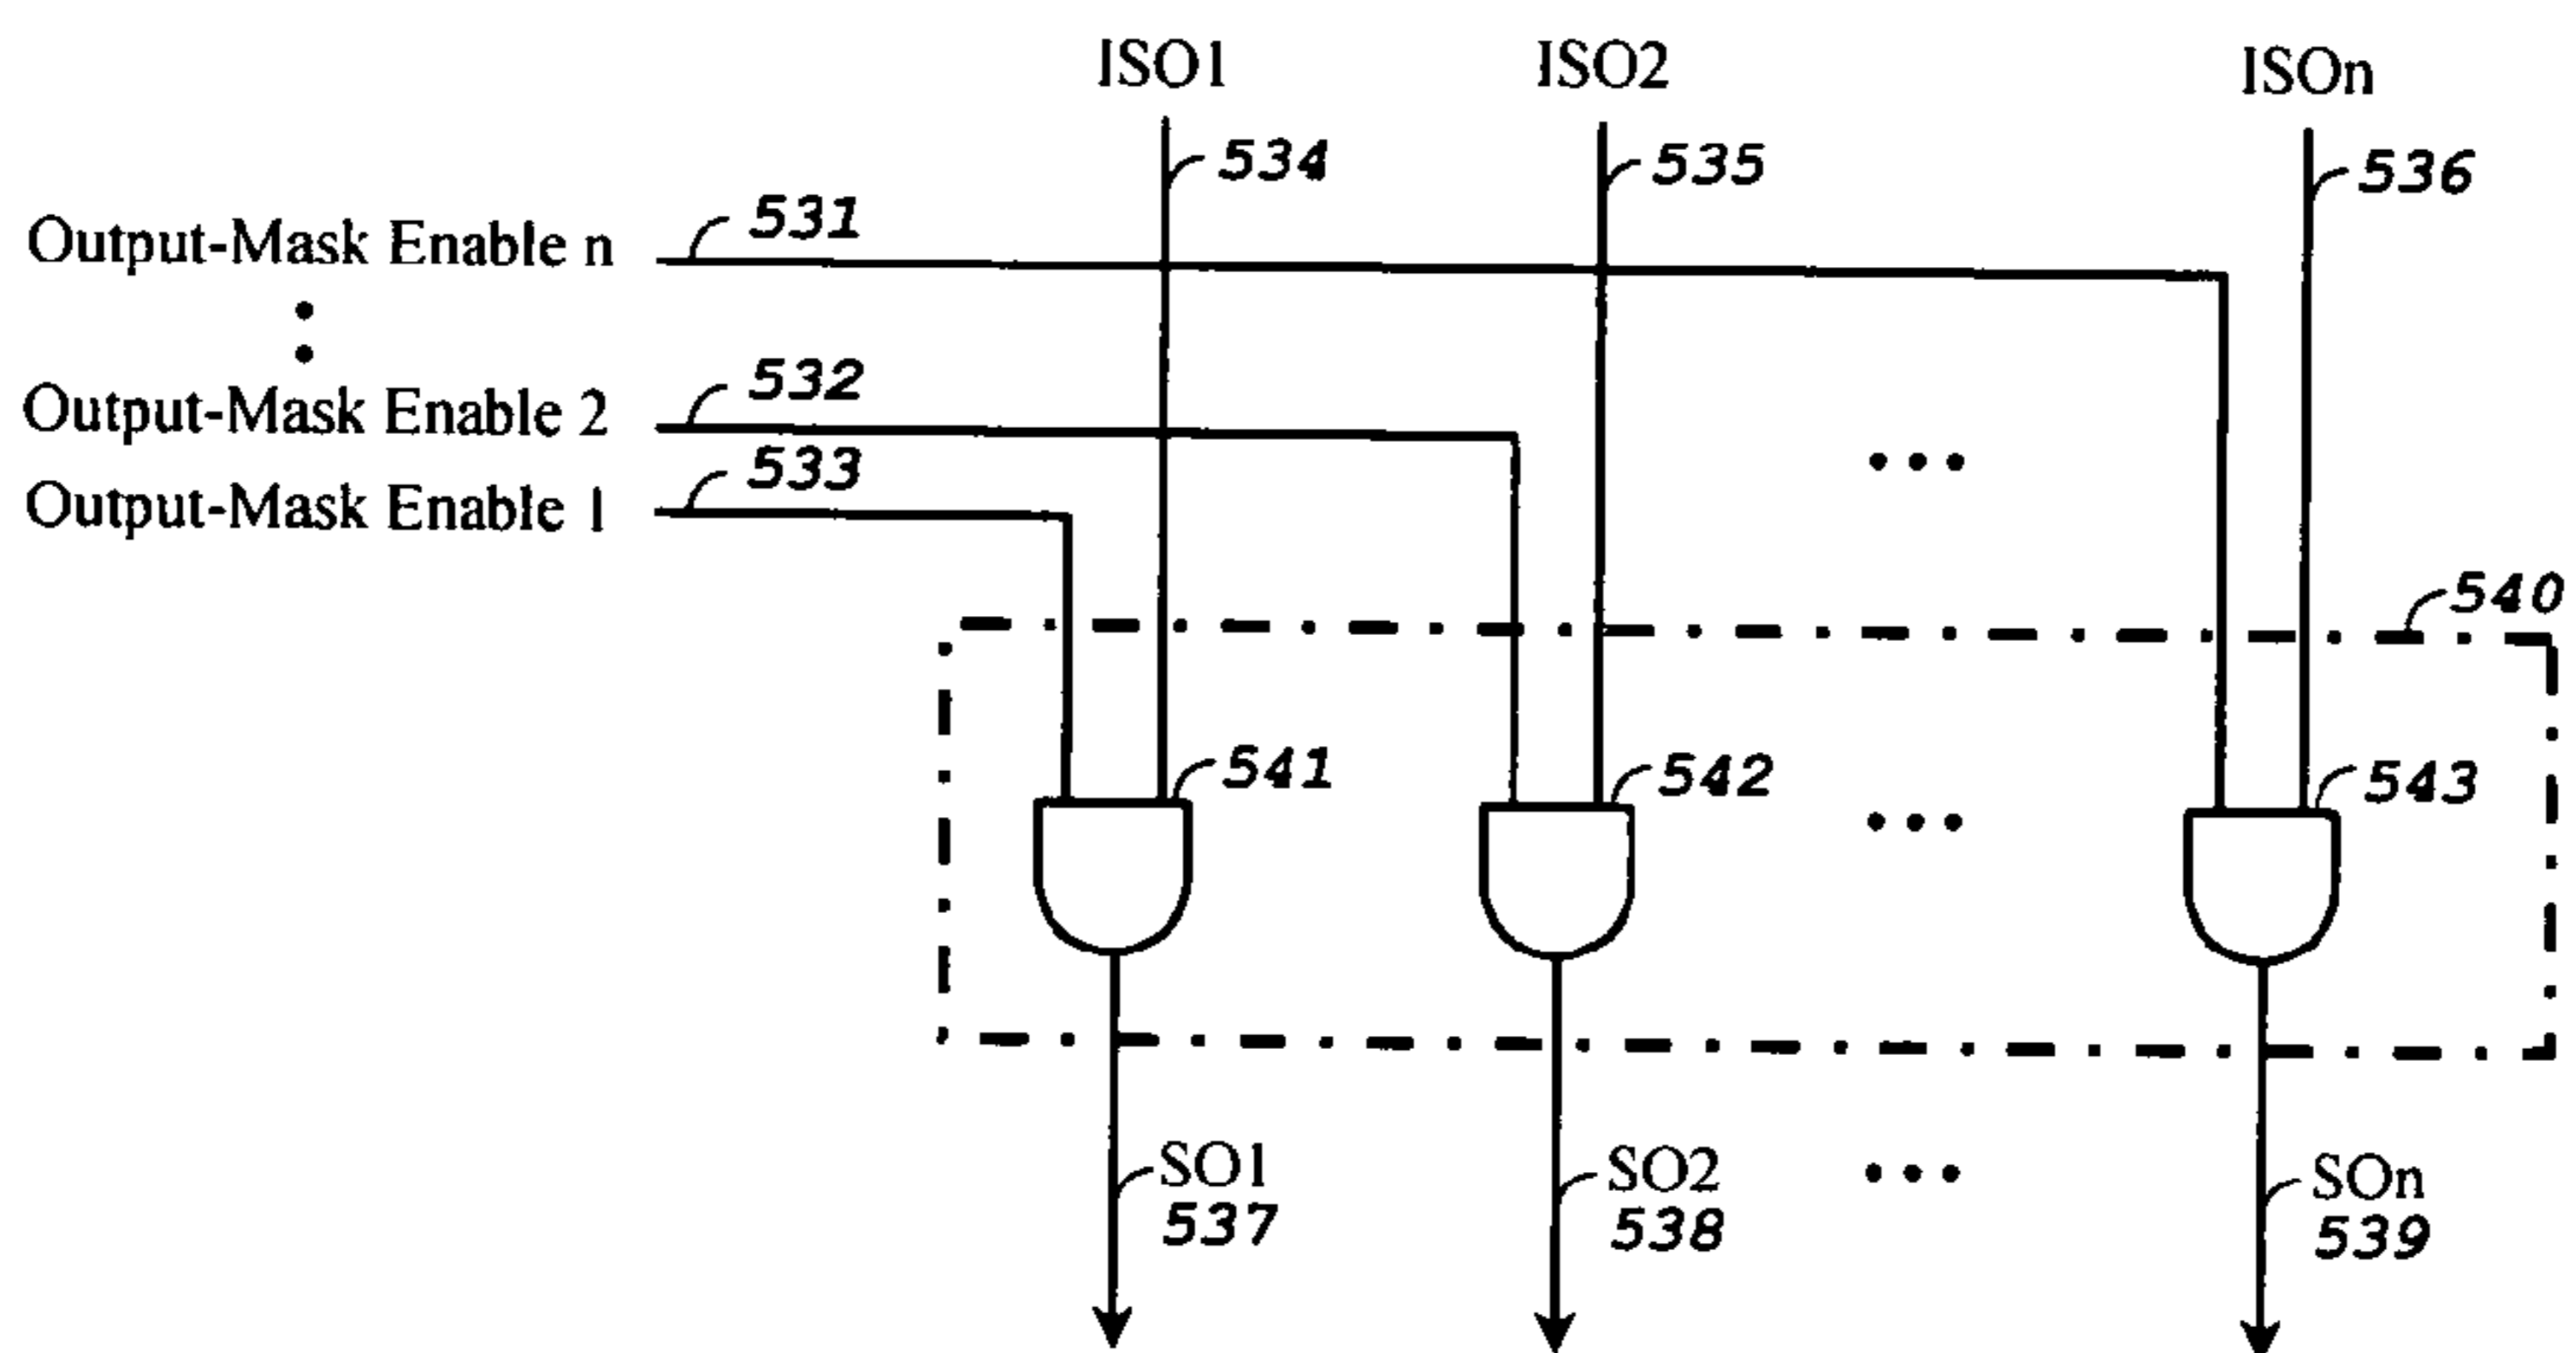 ISO1 ISO2 ISOn
534 535 536
Output-Mask Enable n 531
Output-Mask Enable 2 532
Output-Mask Enable 1 533
540
541 542 543
SO1 SO2 SOn
537 538 539